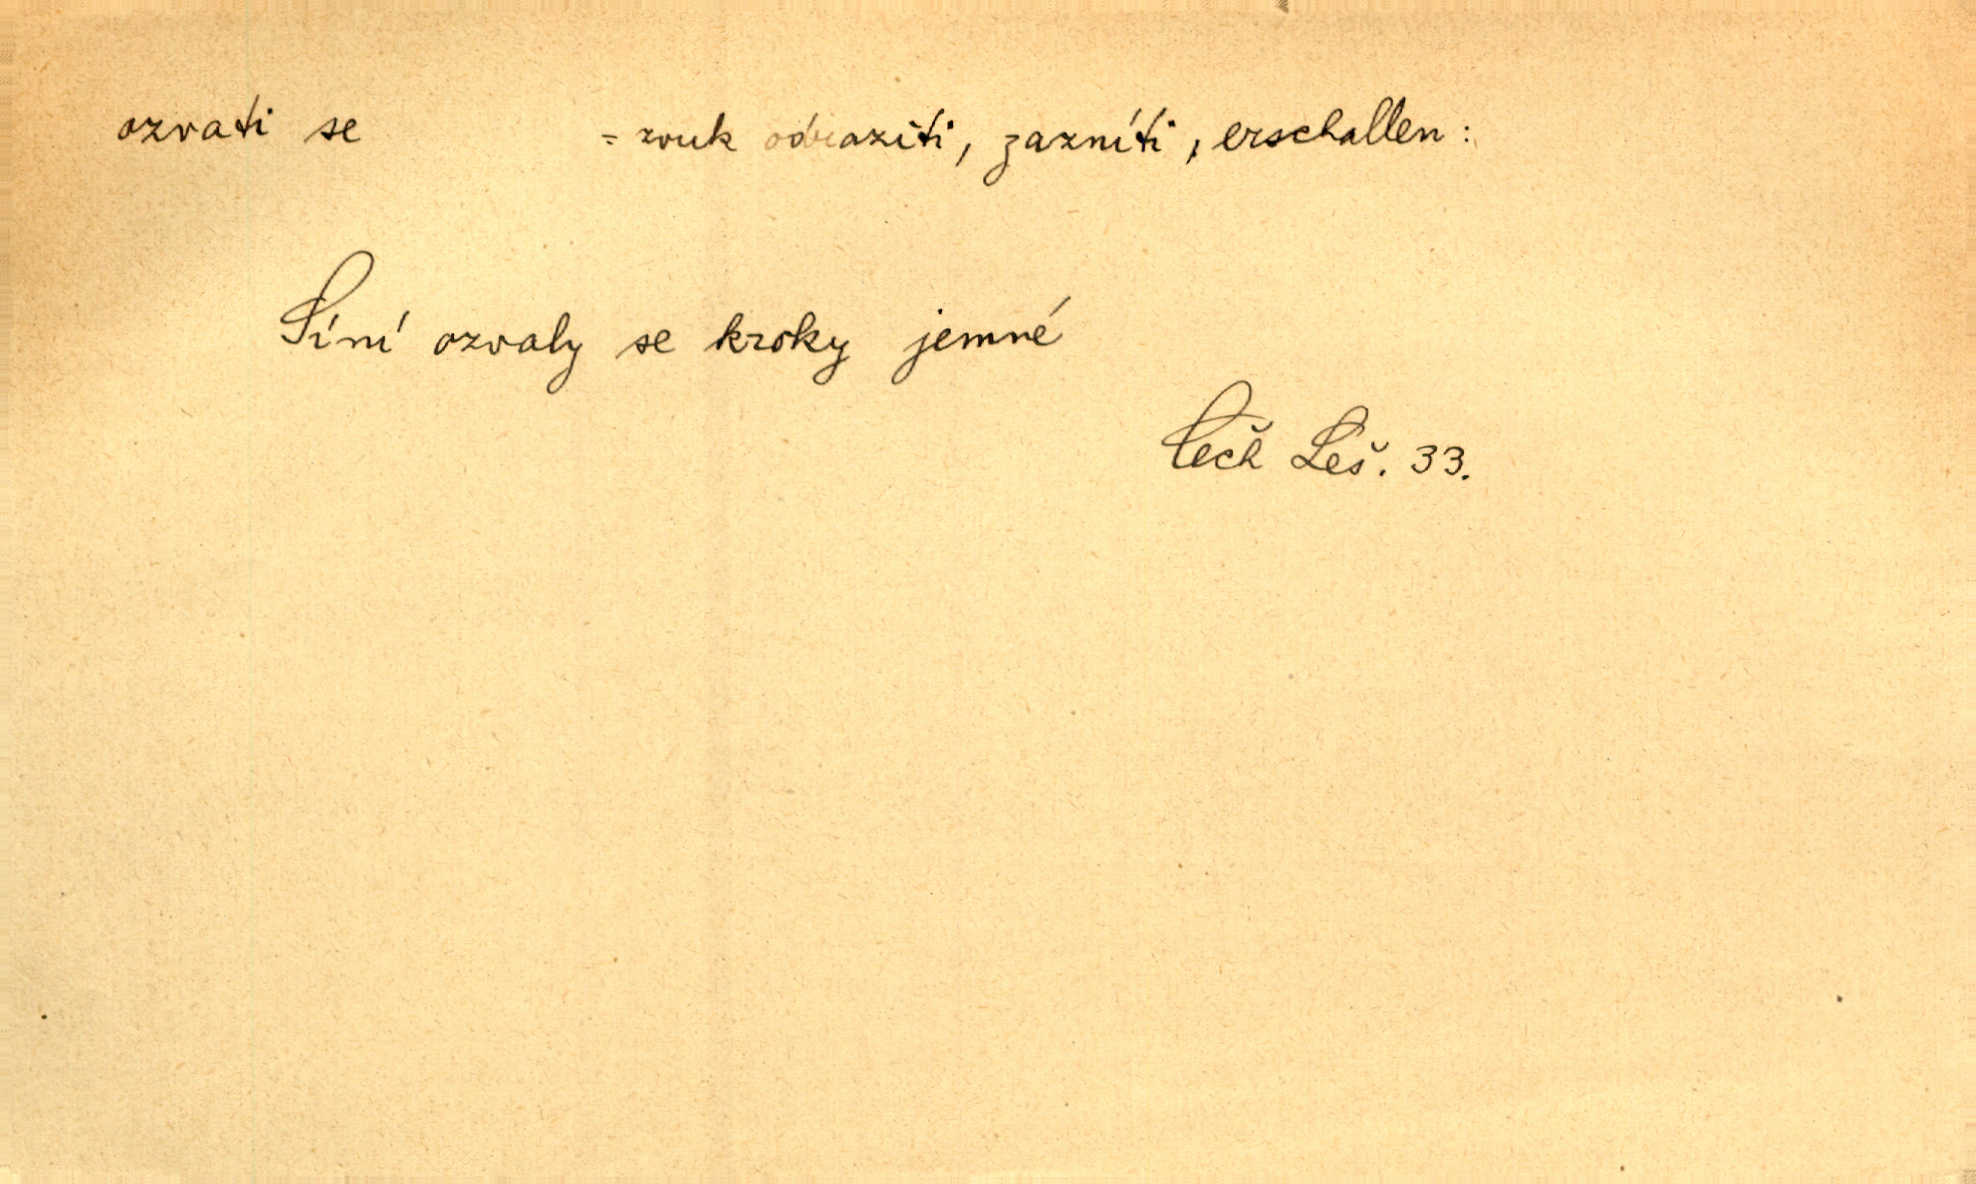 ozvati se = zvuk odraziti, zazníti, erschallen:
Síní ozvaly se kroky jemné
Čech Leš. 33.